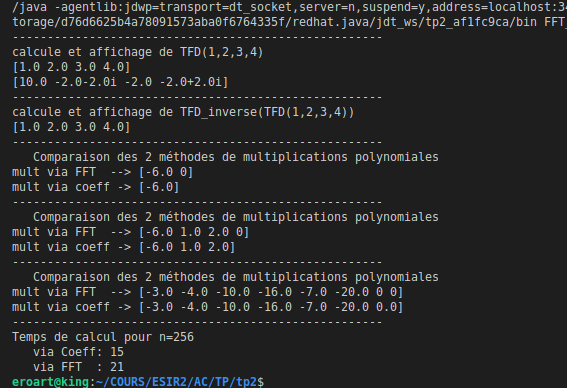 /java -agentlib:jdwp=transport=dt_socket,server=n,suspend=y,address=localhost:34
torage/d76d6625b4a78091573aba0f6764335f/redhat.java/jdt_ws/tp2_af1fc9ca/bin FFT_
-----------------------------------------------------
calcule et affichage de TFD(1,2,3,4)
[1.0 2.0 3.0 4.0]
[10.0 -2.0-2.0i -2.0 -2.0+2.0i]
-----------------------------------------------------
calcule et affichage de TFD_inverse(TFD(1,2,3,4))
[1.0 2.0 3.0 4.0]
-----------------------------------------------------
   Comparaison des 2 méthodes de multiplications polynomiales
mult via FFT  --> [-6.0 0]
mult via coeff -> [-6.0]
-----------------------------------------------------
   Comparaison des 2 méthodes de multiplications polynomiales
mult via FFT  --> [-6.0 1.0 2.0 0]
mult via coeff -> [-6.0 1.0 2.0]
-----------------------------------------------------
   Comparaison des 2 méthodes de multiplications polynomiales
mult via FFT  --> [-3.0 -4.0 -10.0 -16.0 -7.0 -20.0 0 0]
mult via coeff -> [-3.0 -4.0 -10.0 -16.0 -7.0 -20.0 0.0]
-----------------------------------------------------
Temps de calcul pour n=256
   via Coeff: 15
   via FFT  : 21
eroart@king:~/COURS/ESIR2/AC/TP/tp2$